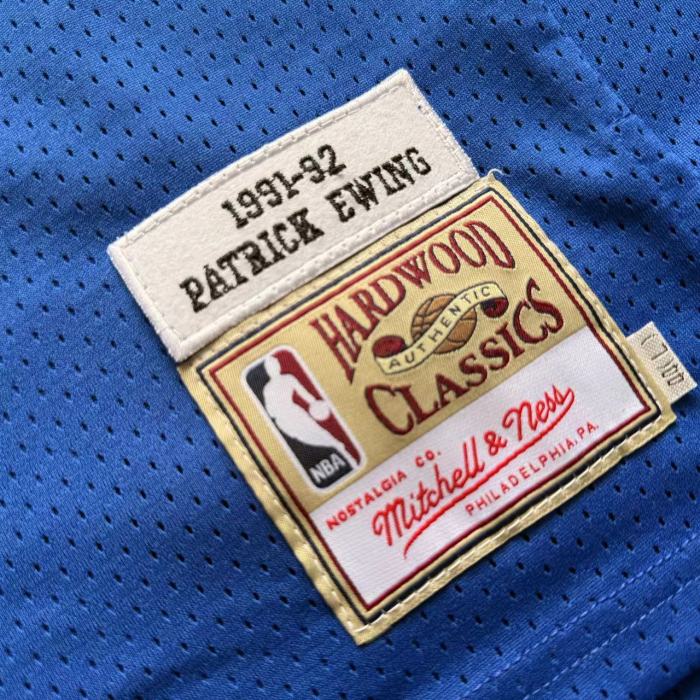 1991-92
PATRICK EWING
HARDWOOD
AUTHENTIC
CLASSICS
NBA
NOSTALGIA CO.
Mitchell & Ness
PHILADELPHIA, PA.